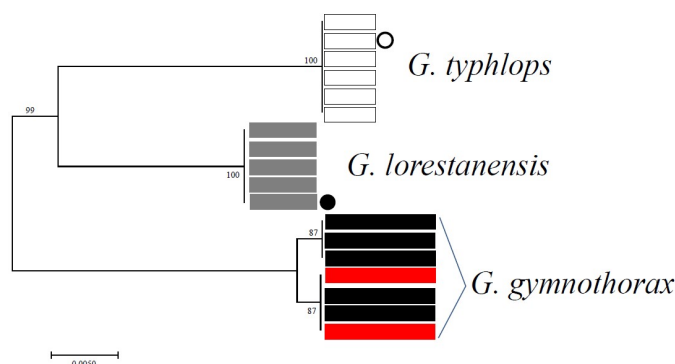 100
G. typhlops
99
G. lorestanensis
100
87
G. gymnothorax
87
0.0050